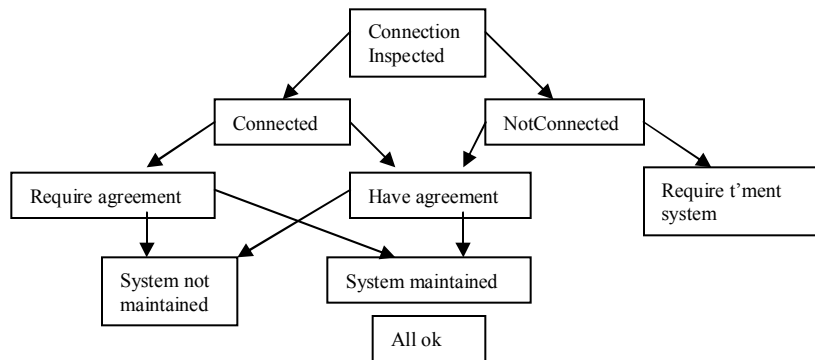 Connection
Inspected
Connected
NotConnected
Require agreement
Have agreement
Require t’ment
system
System not
maintained
System maintained
All ok